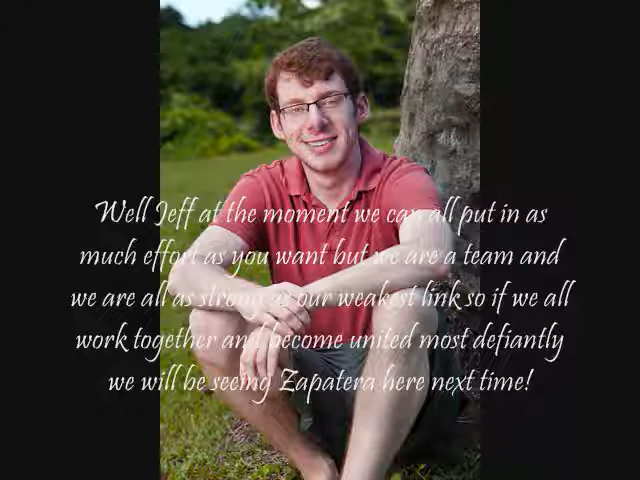 Well Jeff at the moment we can all put in as
much effort as you want but we are a team and
we are all as strong as our weakest link so if we all
work together and become united most defiantly
we will be seeing Zapatera here next time!